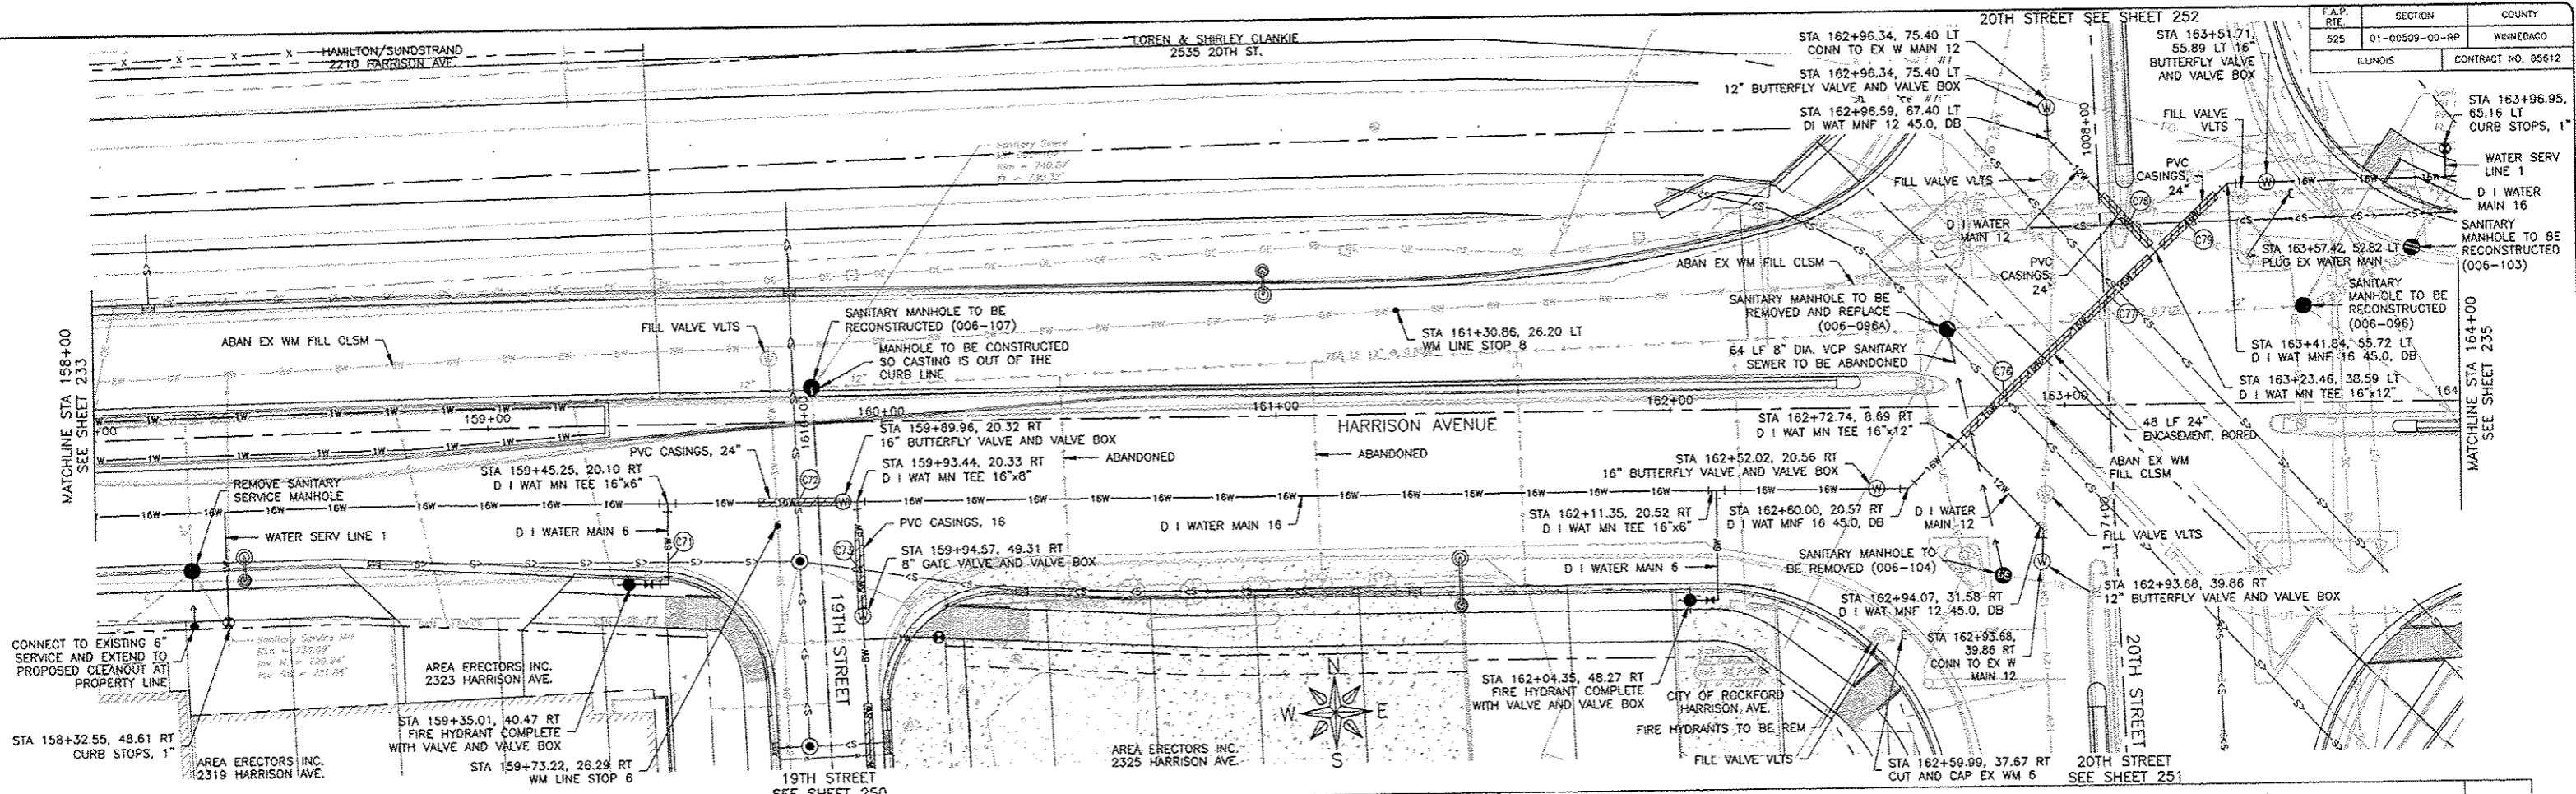 F.A.P. RTE. SECTION COUNTY
525 01-00509-00-RP WINNEBAGO
ILLINOIS CONTRACT NO. 85612
20TH STREET SEE SHEET 252
HAMILTON/SUNDSTRAND
2210 HARRISON AVE.
LOREN & SHIRLEY CLANKIE
2535 20TH ST.
STA 162+96.34, 75.40 LT
CONN TO EX W MAIN 12
STA 162+96.34, 75.40 LT
12" BUTTERFLY VALVE AND VALVE BOX
STA 162+96.59, 67.40 LT
DI WAT MNF 12 45.0, DB
STA 163+51.71,
55.89 LT 16"
BUTTERFLY VALVE
AND VALVE BOX
1008+00
FILL VALVE
VLTS
STA 163+96.95,
65.16 LT
CURB STOPS, 1"
WATER SERV
LINE 1
D I WATER
MAIN 16
SANITARY
MANHOLE TO BE
RECONSTRUCTED
(006-103)
PVC
CASINGS,
24"
FILL VALVE VLTS
D I WATER
MAIN 12
C78
C79
STA 163+57.42, 52.82 LT
PLUG EX WATER MAIN
PVC
CASINGS,
24"
ABAN EX WM FILL CLSM
SANITARY MANHOLE TO BE
REMOVED AND REPLACE
(006-096A)
64 LF 8" DIA. VCP SANITARY
SEWER TO BE ABANDONED
C77
C76
SANITARY
MANHOLE TO BE
RECONSTRUCTED
(006-096)
STA 163+41.84, 55.72 LT
D I WAT MNF 16 45.0, DB
STA 163+23.46, 38.59 LT
D I WAT MN TEE 16"x12"
MATCHLINE STA 164+00
SEE SHEET 235
MATCHLINE STA 158+00
SEE SHEET 233
ABAN EX WM FILL CLSM
FILL VALVE VLTS
SANITARY MANHOLE TO BE
RECONSTRUCTED (006-107)
MANHOLE TO BE CONSTRUCTED
SO CASTING IS OUT OF THE
CURB LINE
STA 161+30.86, 26.20 LT
WM LINE STOP 8
+00
159+00
160+00
161+00
162+00
163+00
164
1610+00
HARRISON AVENUE
STA 159+89.96, 20.32 RT
16" BUTTERFLY VALVE AND VALVE BOX
PVC CASINGS, 24"
ABANDONED
ABANDONED
STA 162+72.74, 8.69 RT
D I WAT MN TEE 16"x12"
48 LF 24"
ENCASEMENT, BORED
ABAN EX WM
FILL CLSM
STA 159+45.25, 20.10 RT
D I WAT MN TEE 16"x6"
STA 159+93.44, 20.33 RT
D I WAT MN TEE 16"x8"
STA 162+52.02, 20.56 RT
16" BUTTERFLY VALVE AND VALVE BOX
REMOVE SANITARY
SERVICE MANHOLE
C72
WATER SERV LINE 1
D I WATER MAIN 6
C71
C73
PVC CASINGS, 16
D I WATER MAIN 16
STA 162+11.35, 20.52 RT
D I WAT MN TEE 16"x6"
STA 162+60.00, 20.57 RT
D I WAT MNF 16 45.0, DB
D I WATER
MAIN 12
FILL VALVE VLTS
STA 159+94.57, 49.31 RT
8" GATE VALVE AND VALVE BOX
D I WATER MAIN 6
SANITARY MANHOLE TO
BE REMOVED (006-104)
STA 162+94.07, 31.58 RT
D I WAT MNF 12 45.0, DB
STA 162+93.68, 39.86 RT
12" BUTTERFLY VALVE AND VALVE BOX
STA 162+93.68,
39.86 RT
CONN TO EX W
MAIN 12
CONNECT TO EXISTING 6"
SERVICE AND EXTEND TO
PROPOSED CLEANOUT AT
PROPERTY LINE
AREA ERECTORS INC.
2323 HARRISON AVE.
19TH STREET
20TH STREET
STA 158+32.55, 48.61 RT
CURB STOPS, 1"
AREA ERECTORS INC.
2319 HARRISON AVE.
STA 159+35.01, 40.47 RT
FIRE HYDRANT COMPLETE
WITH VALVE AND VALVE BOX
STA 159+73.22, 26.29 RT
WM LINE STOP 6
19TH STREET
SEE SHEET 250
AREA ERECTORS INC.
2325 HARRISON AVE.
N
W E
S
STA 162+04.35, 48.27 RT
FIRE HYDRANT COMPLETE
WITH VALVE AND VALVE BOX
CITY OF ROCKFORD
HARRISON AVE.
FIRE HYDRANTS TO BE REM
FILL VALVE VLTS
STA 162+59.99, 37.67 RT
CUT AND CAP EX WM 6
20TH STREET
SEE SHEET 251